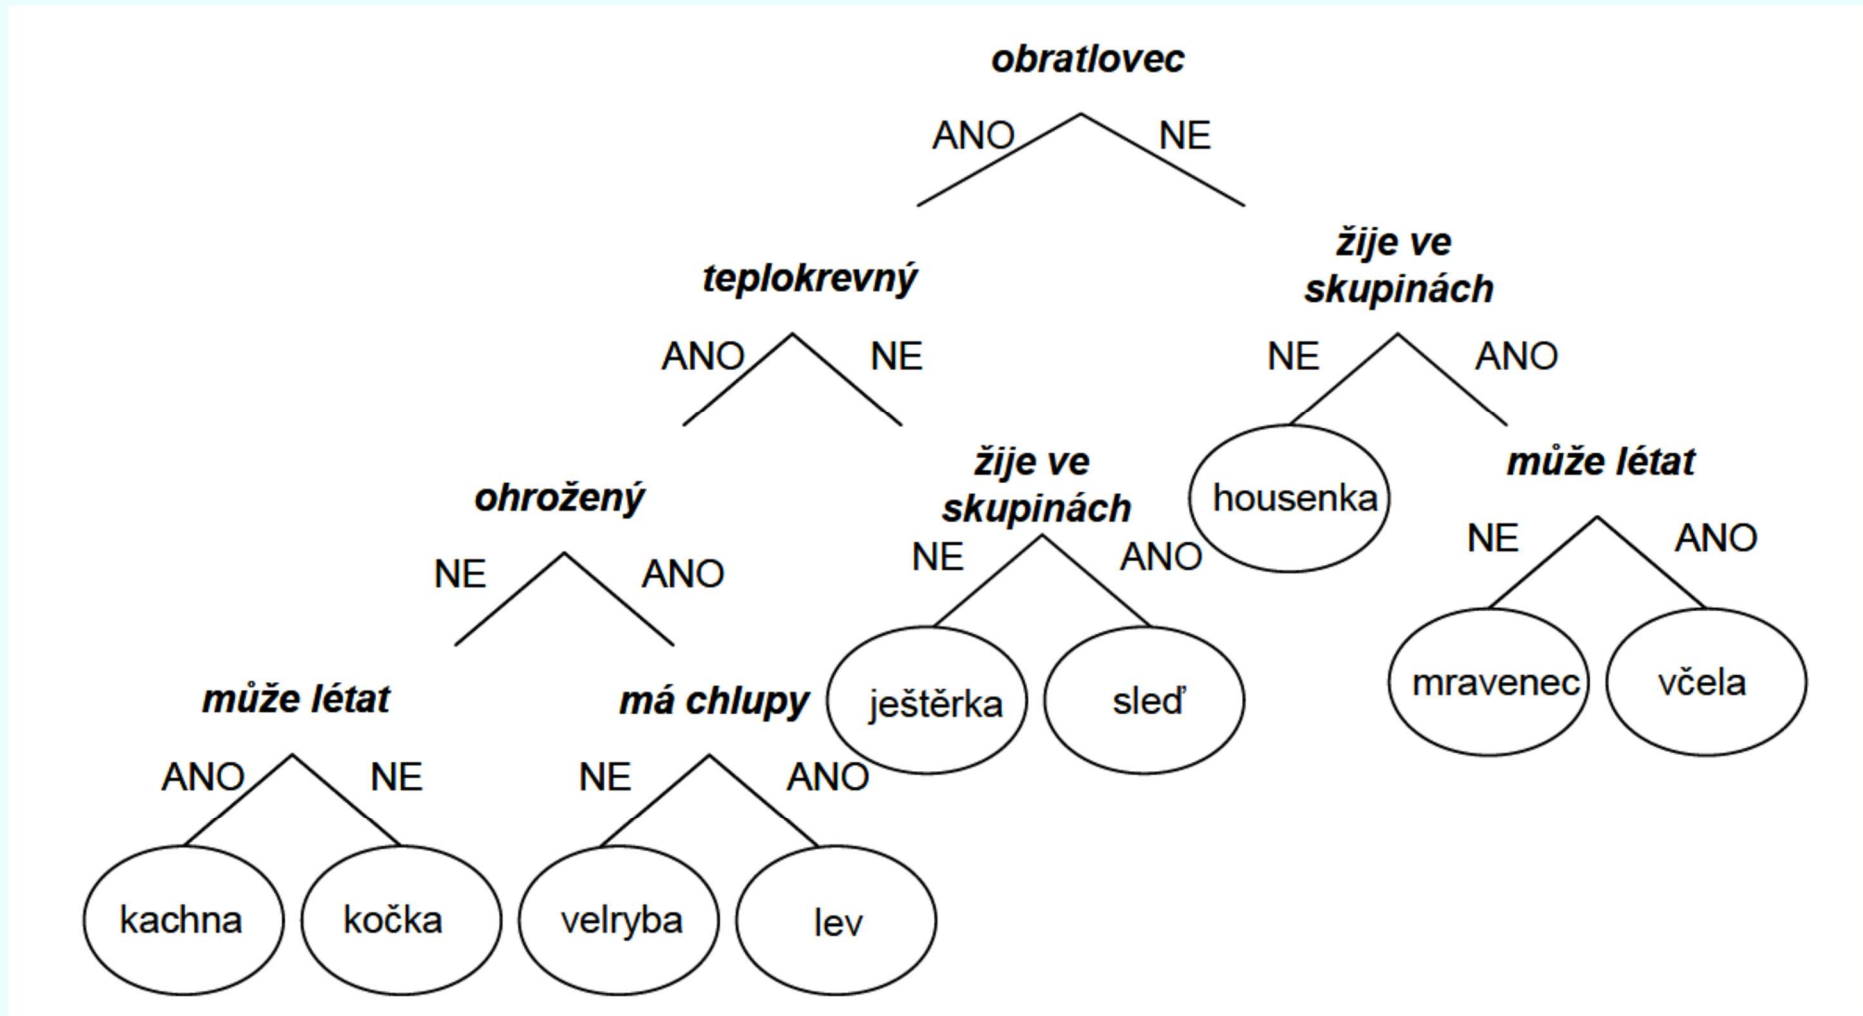 obratlovec
ANO
NE
žije ve
skupinách
teplokrevný
ANO
NE
NE
ANO
žije ve
skupinách
může létat
ohrožený
housenka
NE
ANO
NE
ANO
NE
ANO
mravenec
včela
může létat
má chlupy
ještěrka
sleď
ANO
NE
NE
ANO
kachna
kočka
velryba
lev